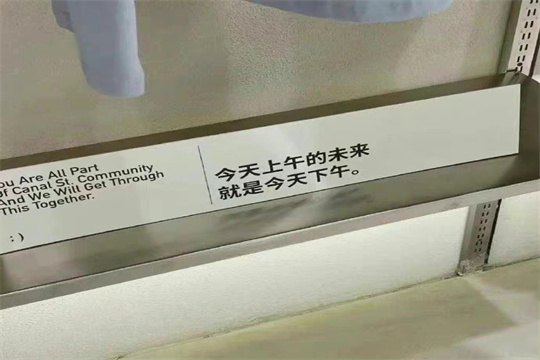 ou Are All Part
Of Canal St. Community
And We Will Get Through
This Together.
:)
今天上午的未来
就是今天下午。